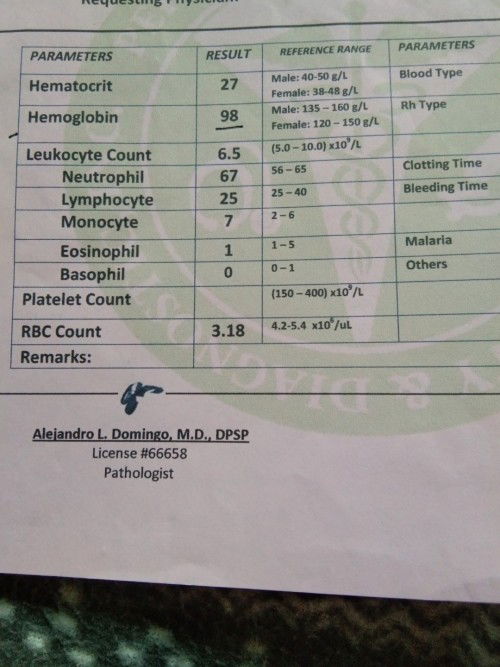 Requesting Physician
PARAMETERS RESULT REFERENCE RANGE PARAMETERS
Hematocrit 27 Male: 40-50 g/L Female: 38-48 g/L Blood Type
Hemoglobin 98 Male: 135 – 160 g/L Female: 120 – 150 g/L Rh Type
Leukocyte Count 6.5 (5.0 – 10.0) x10⁹/L
Neutrophil 67 56 – 65 Clotting Time
Lymphocyte 25 25 – 40 Bleeding Time
Monocyte 7 2 – 6
Eosinophil 1 1 – 5 Malaria
Basophil 0 0 – 1 Others
Platelet Count (150 – 400) x10⁹/L
RBC Count 3.18 4.2-5.4 x10⁶/uL
Remarks:
Alejandro L. Domingo, M.D., DPSP
License #66658
Pathologist
Y & DIAGNOST